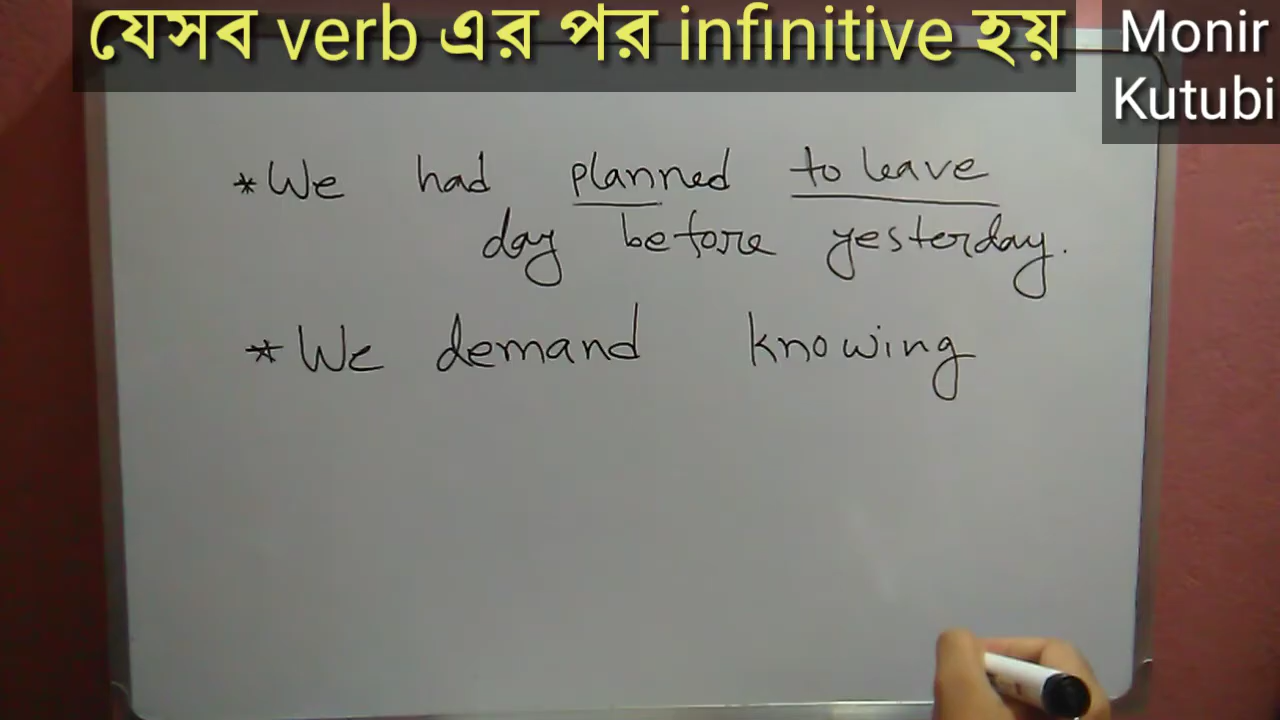 যেসব verb এর পর infinitive হয়
Monir
Kutubi
*We had planned to leave
day before yesterday.
*We demand knowing